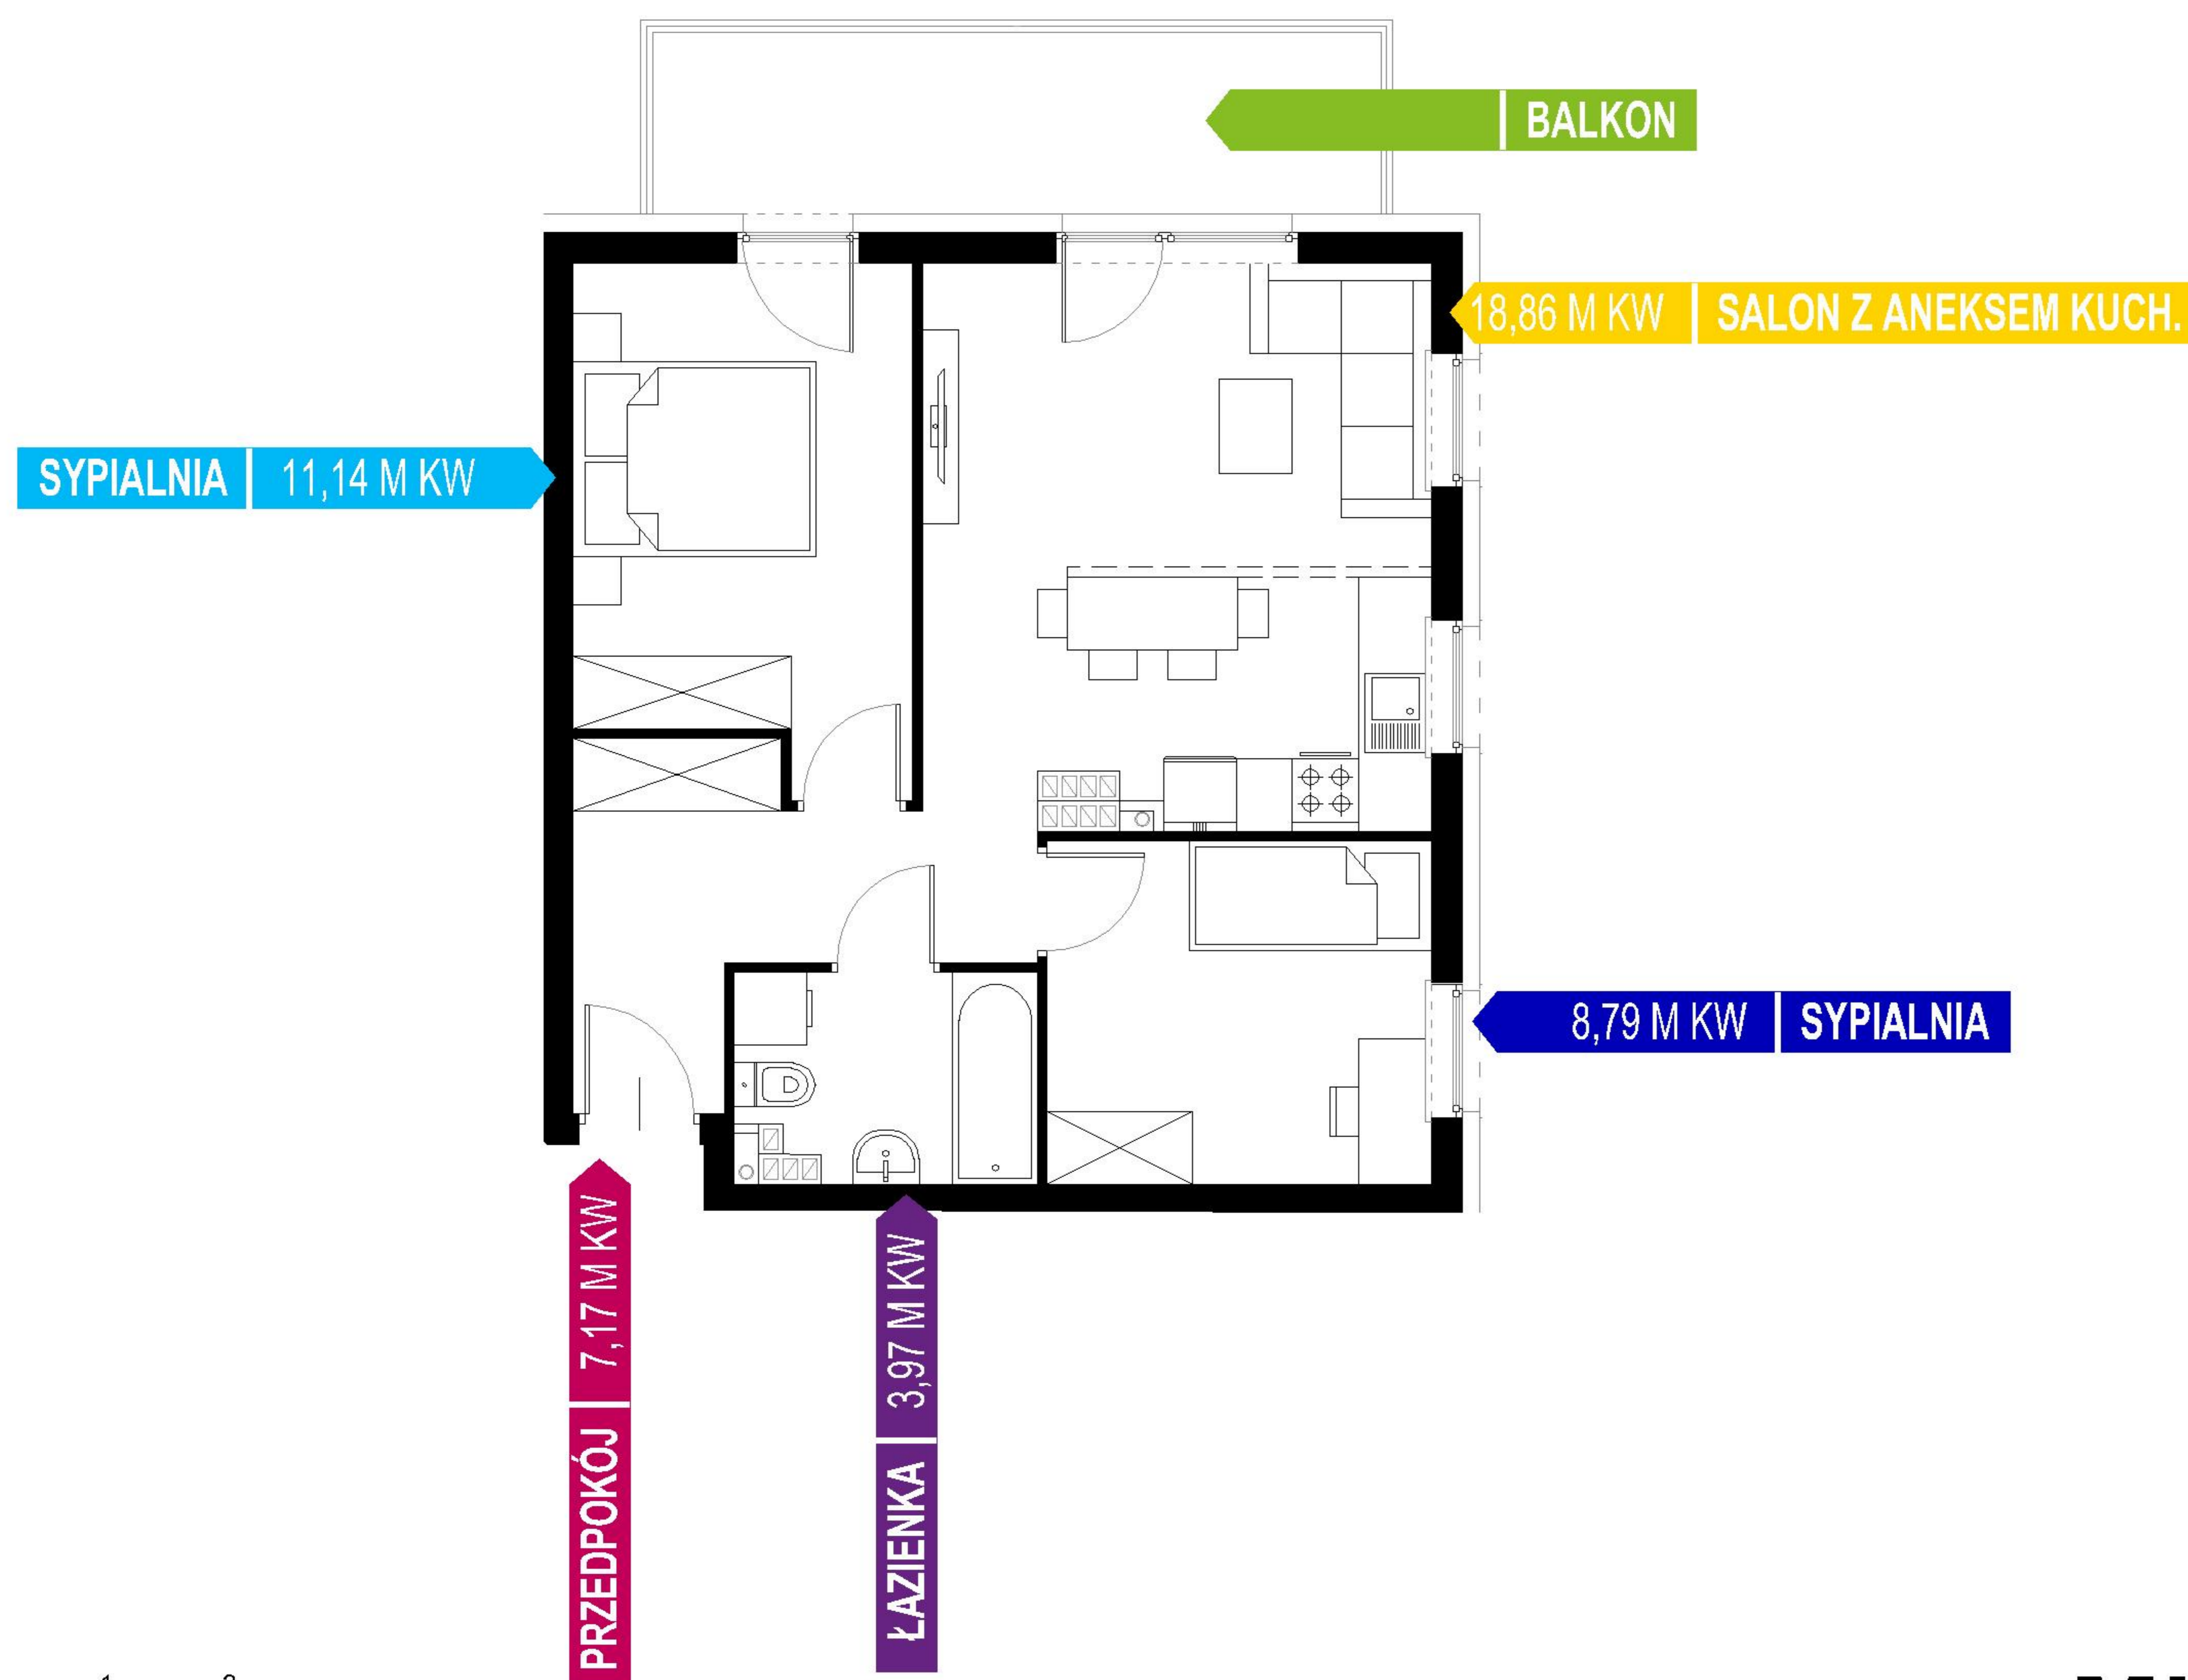 BALKON
18,86 M KW SALON Z ANEKSEM KUCH.
SYPIALNIA 11,14 M KW
8,79 M KW SYPIALNIA
PRZEDPOKÓJ 7,17 M KW
ŁAZIENKA 3,97 M KW